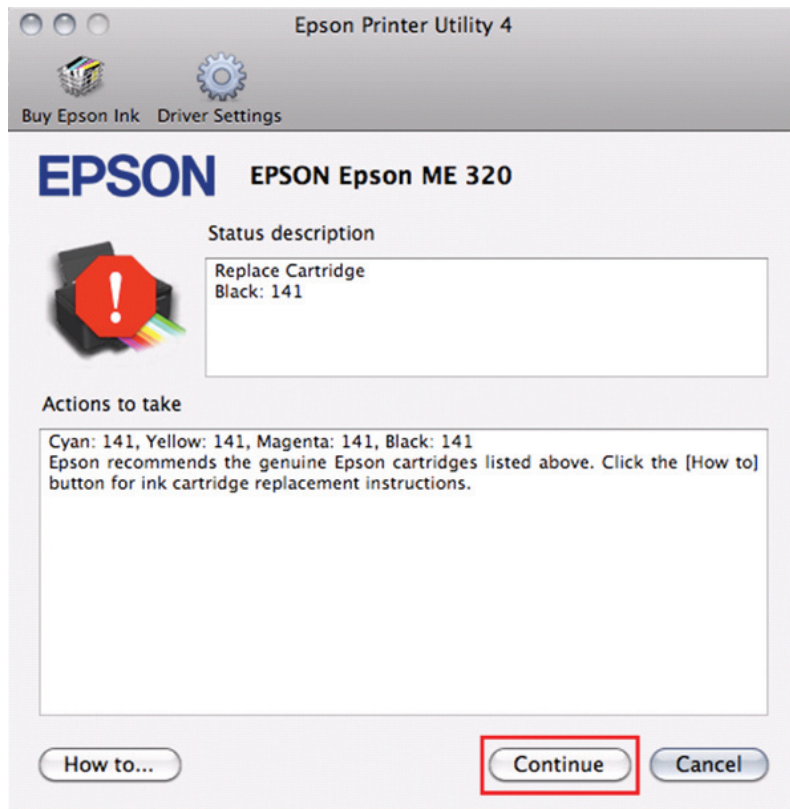 Epson Printer Utility 4
Buy Epson Ink Driver Settings
EPSON EPSON Epson ME 320
Status description
Replace Cartridge
Black: 141
Actions to take
Cyan: 141, Yellow: 141, Magenta: 141, Black: 141
Epson recommends the genuine Epson cartridges listed above. Click the [How to]
button for ink cartridge replacement instructions.
How to... Continue Cancel